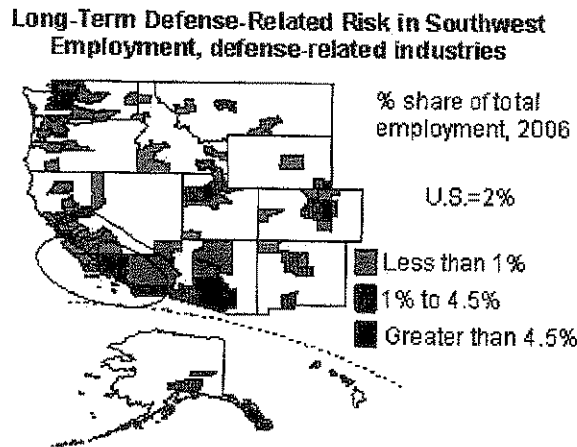 Long-Term Defense-Related Risk in Southwest
Employment, defense-related industries
% share of total
employment, 2006
U.S.=2%
Less than 1%
1% to 4.5%
Greater than 4.5%